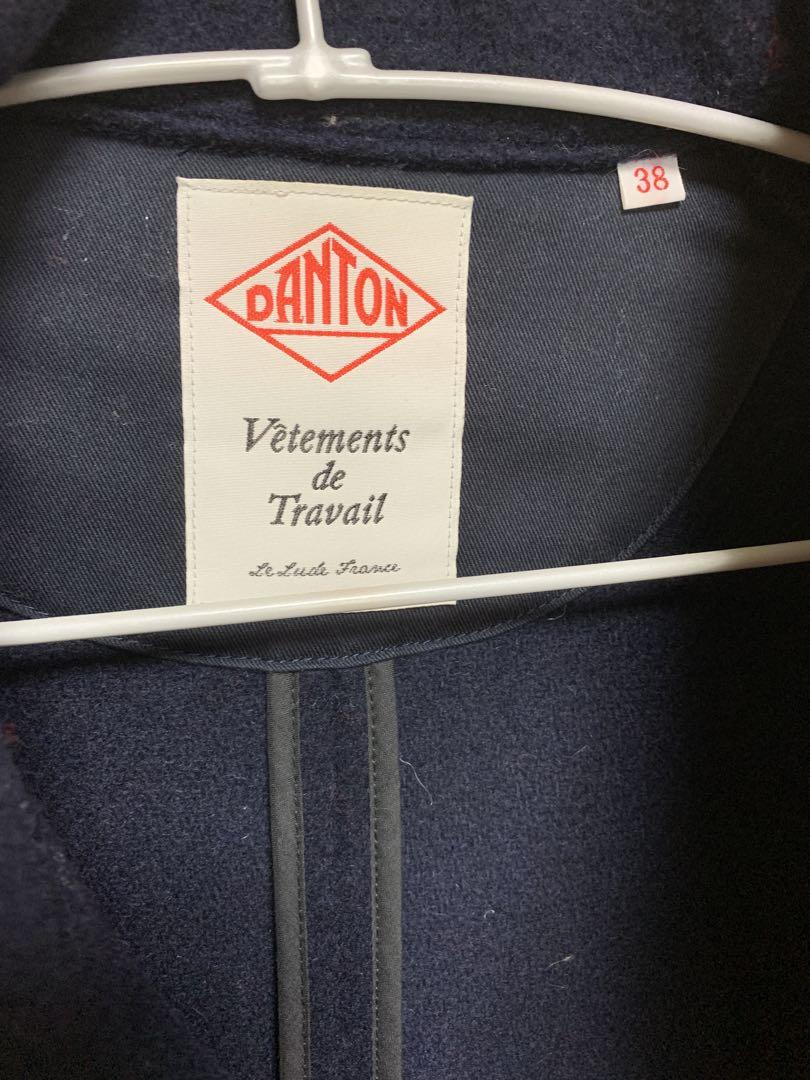 38
DANTON
Vêtements
de
Travail
Le Lude France